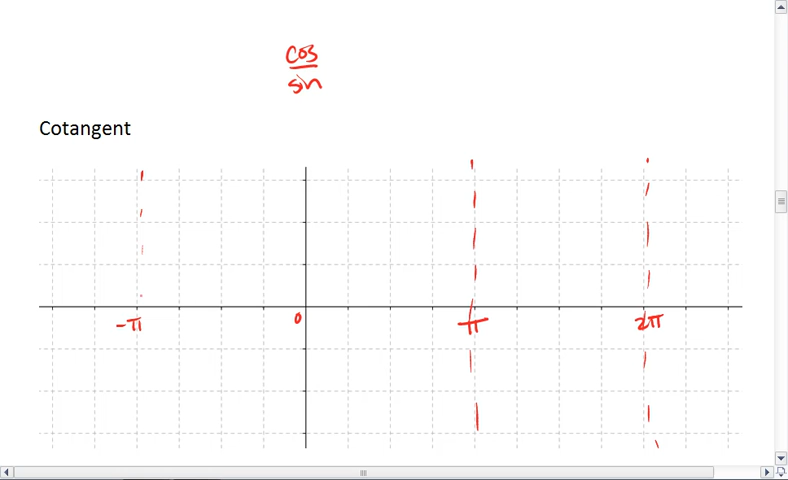 cos
sin
Cotangent
-π 0 π 2π